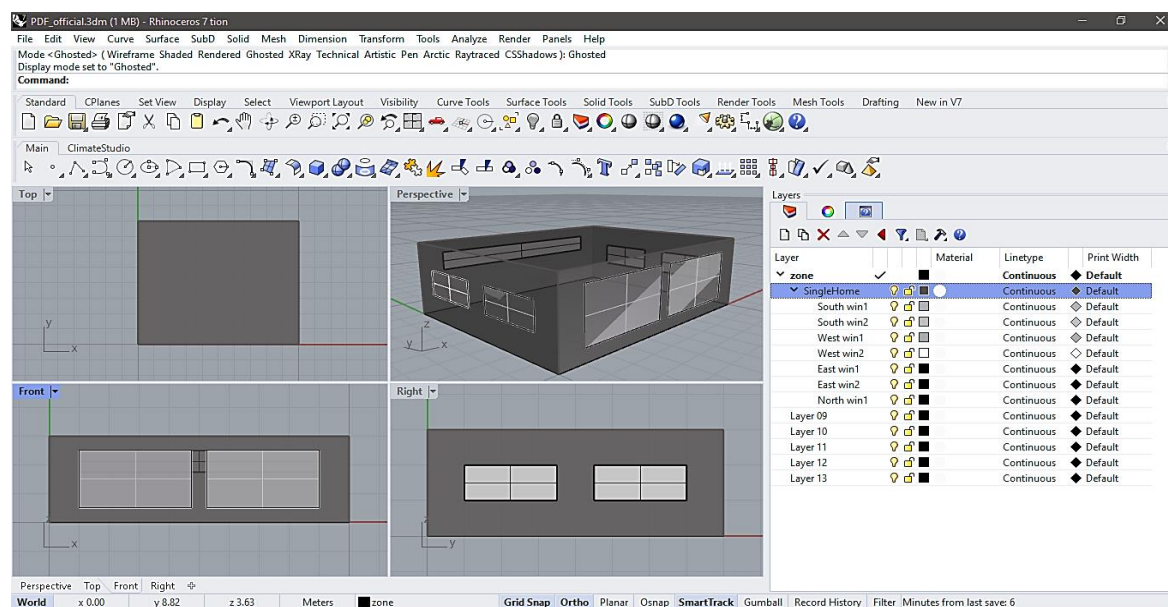 PDF_official.3dm (1 MB) - Rhinoceros 7 tion
File Edit View Curve Surface SubD Solid Mesh Dimension Transform Tools Analyze Render Panels Help
Mode <Ghosted> ( Wireframe Shaded Rendered Ghosted XRay Technical Artistic Pen Arctic Raytraced CSShadows ): Ghosted
Display mode set to "Ghosted".
Command:
Standard CPlanes Set View Display Select Viewport Layout Visibility Curve Tools Surface Tools Solid Tools SubD Tools Render Tools Mesh Tools Drafting New in V7
Main ClimateStudio
Top
y
x
Perspective
z
y
x
Front
x
Right
y
Layers
Layer Material Linetype Print Width
zone Continuous Default
SingleHome Continuous Default
South win1 Continuous Default
South win2 Continuous Default
West win1 Continuous Default
West win2 Continuous Default
East win1 Continuous Default
East win2 Continuous Default
North win1 Continuous Default
Layer 09 Continuous Default
Layer 10 Continuous Default
Layer 11 Continuous Default
Layer 12 Continuous Default
Layer 13 Continuous Default
Perspective Top Front Right
World x 0.00 y 8.82 z 3.63 Meters zone Grid Snap Ortho Planar Osnap SmartTrack Gumball Record History Filter Minutes from last save: 6